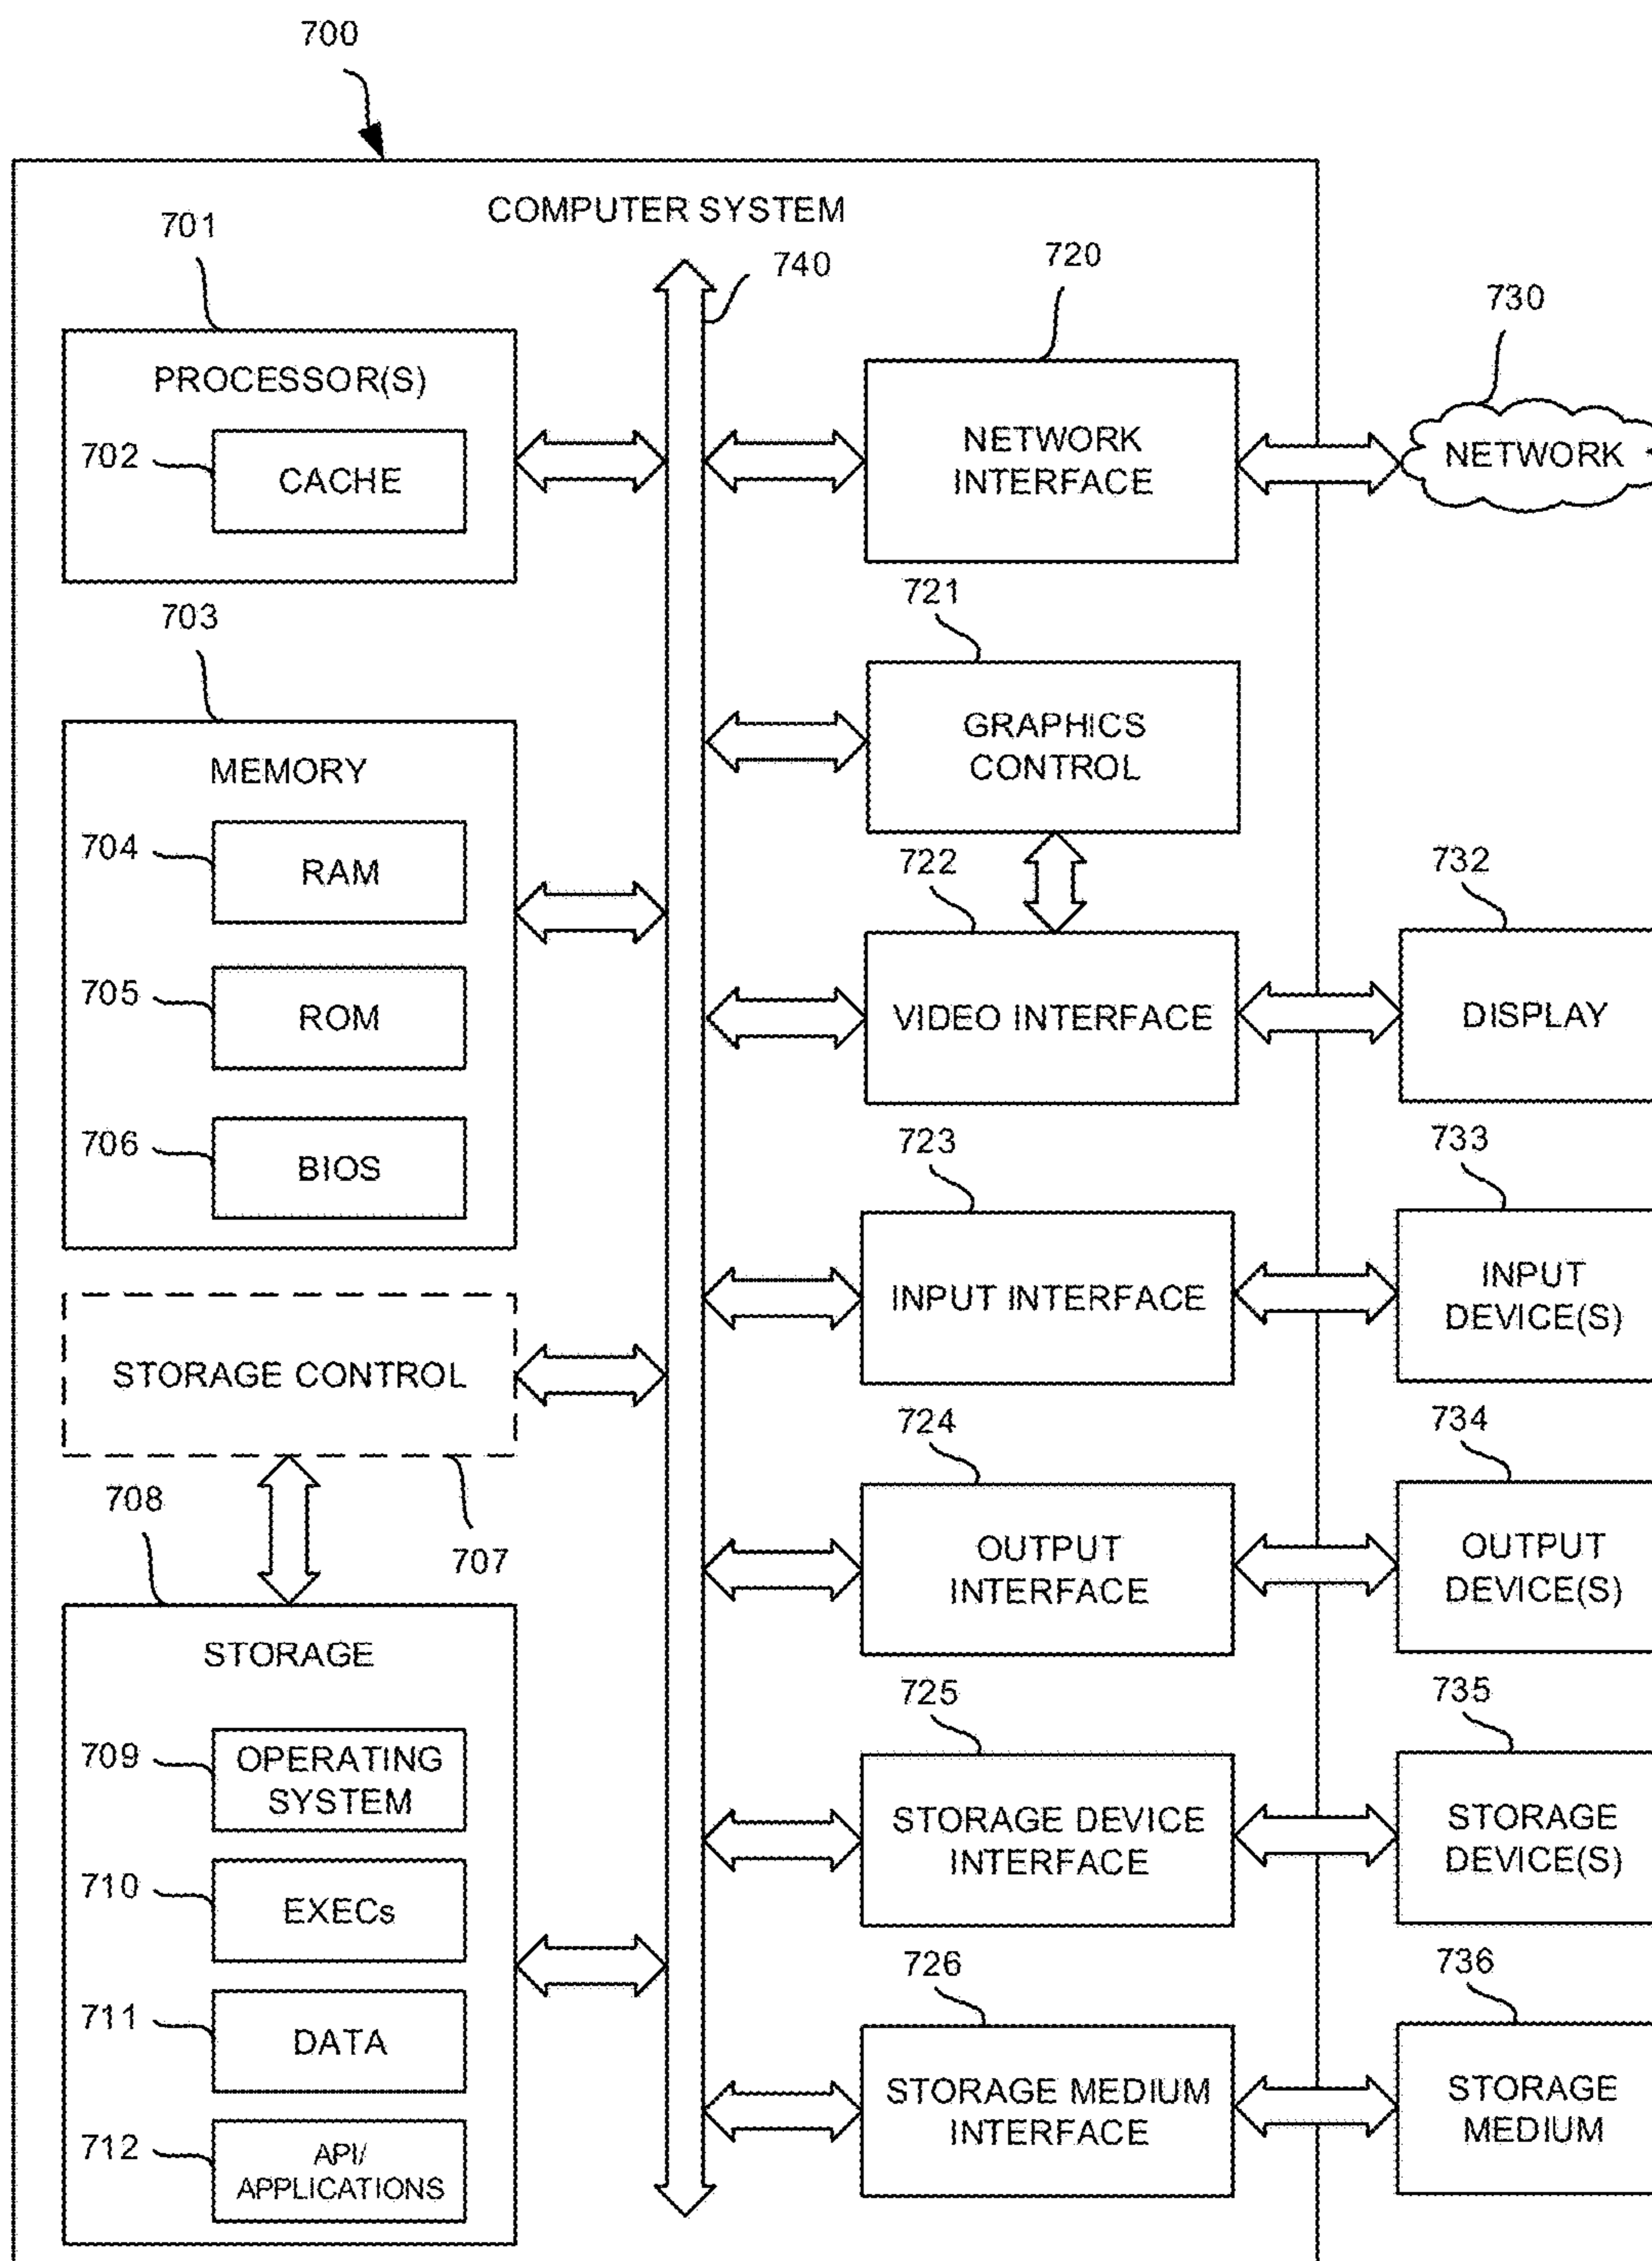 700
COMPUTER SYSTEM
701
740
720
730
PROCESSOR(S)
702
CACHE
NETWORK
INTERFACE
NETWORK
703
721
MEMORY
GRAPHICS
CONTROL
704
RAM
722
732
705
ROM
VIDEO INTERFACE
DISPLAY
706
BIOS
723
733
INPUT INTERFACE
INPUT
DEVICE(S)
STORAGE CONTROL
724
734
708
707
OUTPUT
INTERFACE
OUTPUT
DEVICE(S)
STORAGE
725
735
709
OPERATING
SYSTEM
STORAGE DEVICE
INTERFACE
STORAGE
DEVICE(S)
710
EXECs
726
736
711
DATA
STORAGE MEDIUM
INTERFACE
STORAGE
MEDIUM
712
API/
APPLICATIONS